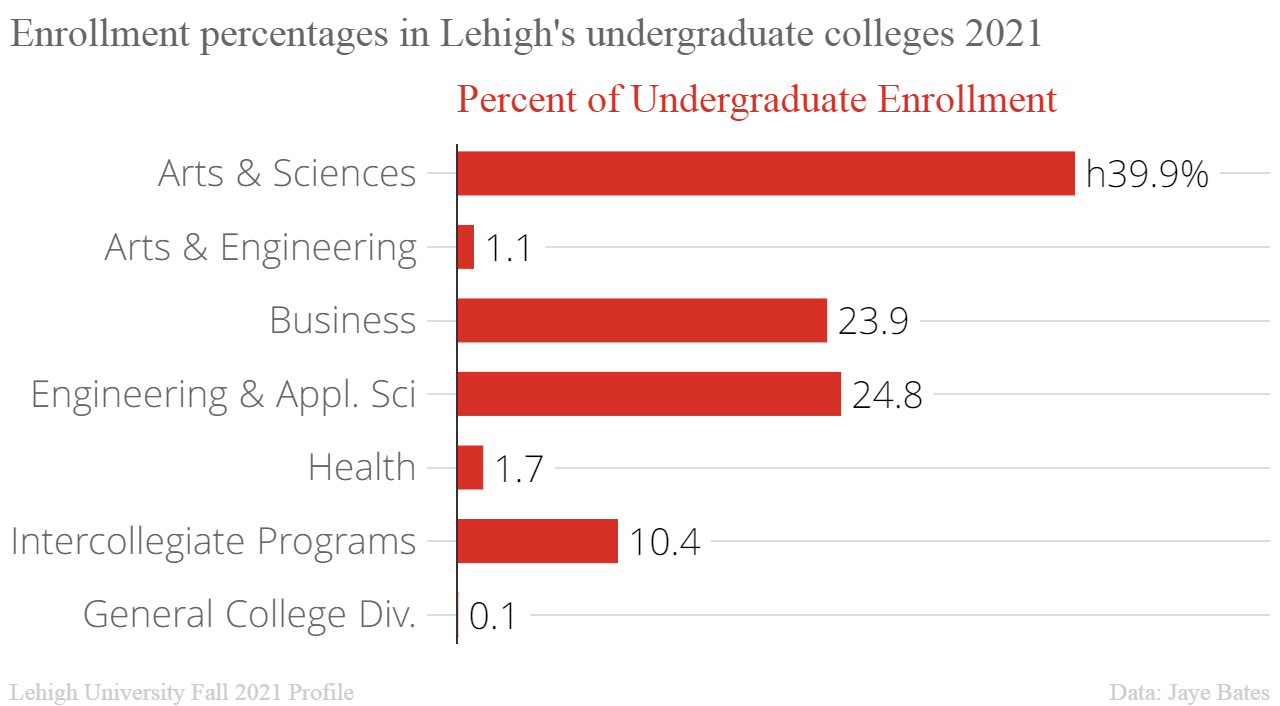 Enrollment percentages in Lehigh's undergraduate colleges 2021
Percent of Undergraduate Enrollment
Arts & Sciences h39.9%
Arts & Engineering 1.1
Business 23.9
Engineering & Appl. Sci 24.8
Health 1.7
Intercollegiate Programs 10.4
General College Div. 0.1
Lehigh University Fall 2021 Profile Data: Jaye Bates